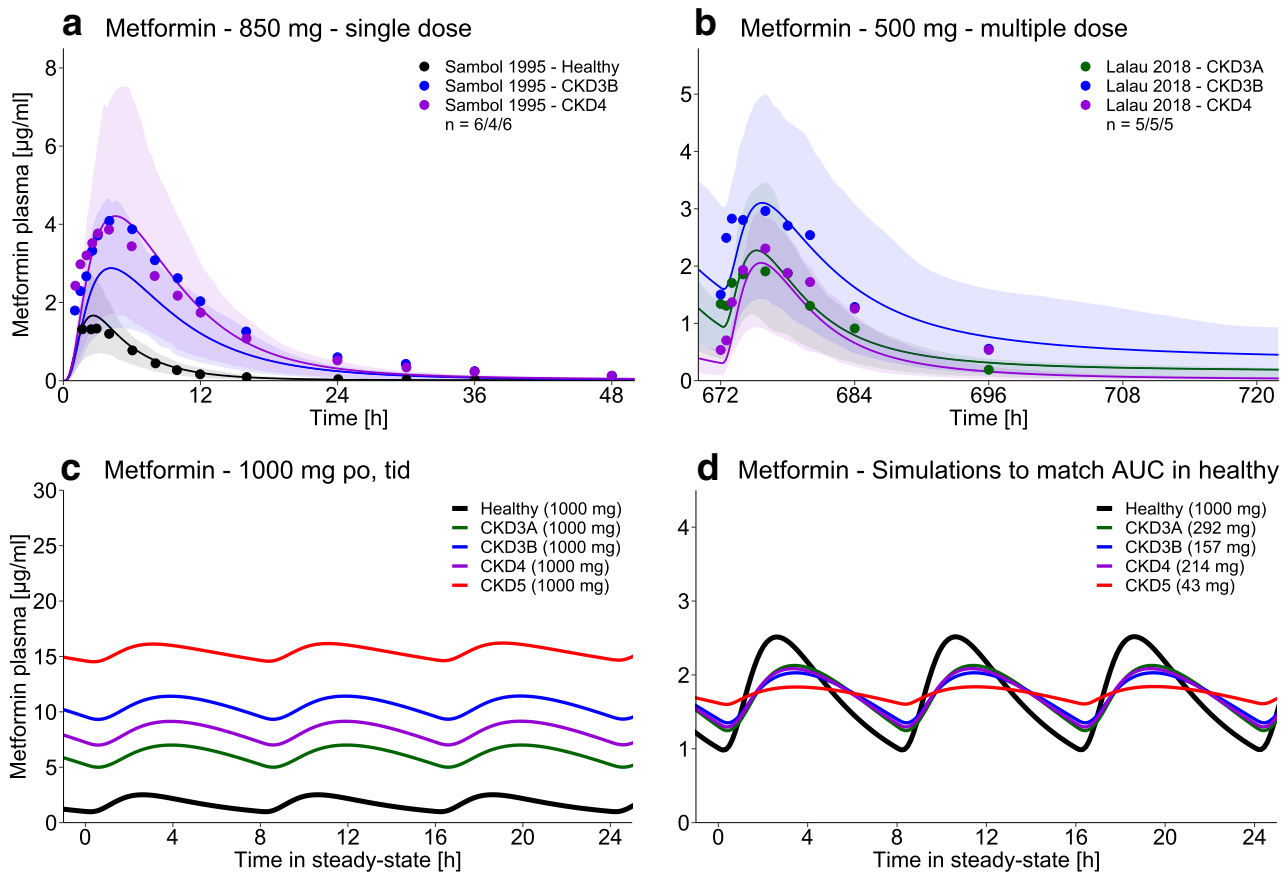 a Metformin - 850 mg - single dose
Metformin plasma [µg/ml]
8
6
4
2
0
Sambol 1995 - Healthy
Sambol 1995 - CKD3B
Sambol 1995 - CKD4
n = 6/4/6
0 12 24 36 48
Time [h]
b Metformin - 500 mg - multiple dose
5
4
3
2
1
0
Lalau 2018 - CKD3A
Lalau 2018 - CKD3B
Lalau 2018 - CKD4
n = 5/5/5
672 684 696 708 720
Time [h]
c Metformin - 1000 mg po, tid
Metformin plasma [µg/ml]
30
25
20
15
10
5
0
Healthy (1000 mg)
CKD3A (1000 mg)
CKD3B (1000 mg)
CKD4 (1000 mg)
CKD5 (1000 mg)
0 4 8 12 16 20 24
Time in steady-state [h]
d Metformin - Simulations to match AUC in healthy
4
3
2
1
0
Healthy (1000 mg)
CKD3A (292 mg)
CKD3B (157 mg)
CKD4 (214 mg)
CKD5 (43 mg)
0 4 8 12 16 20 24
Time in steady-state [h]